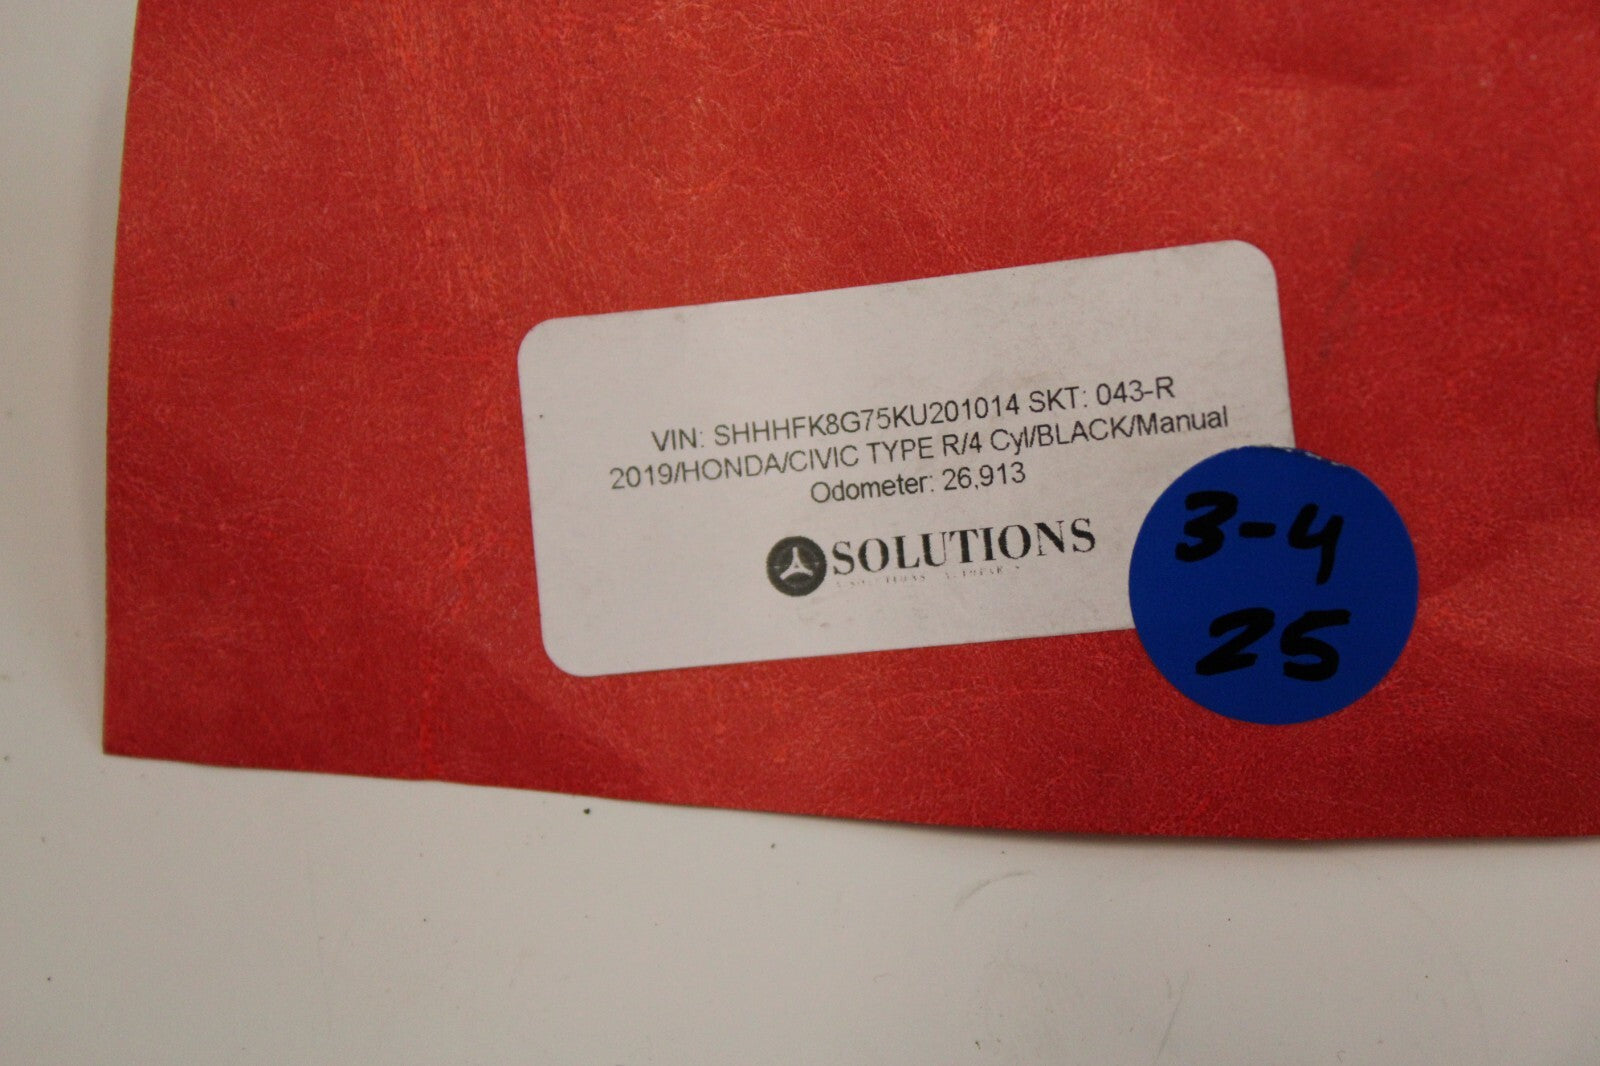 VIN: SHHHFK8G75KU201014 SKT: 043-R
2019/HONDA/CIVIC TYPE R/4 Cyl/BLACK/Manual
Odometer: 26,913
SOLUTIONS
3-4
25